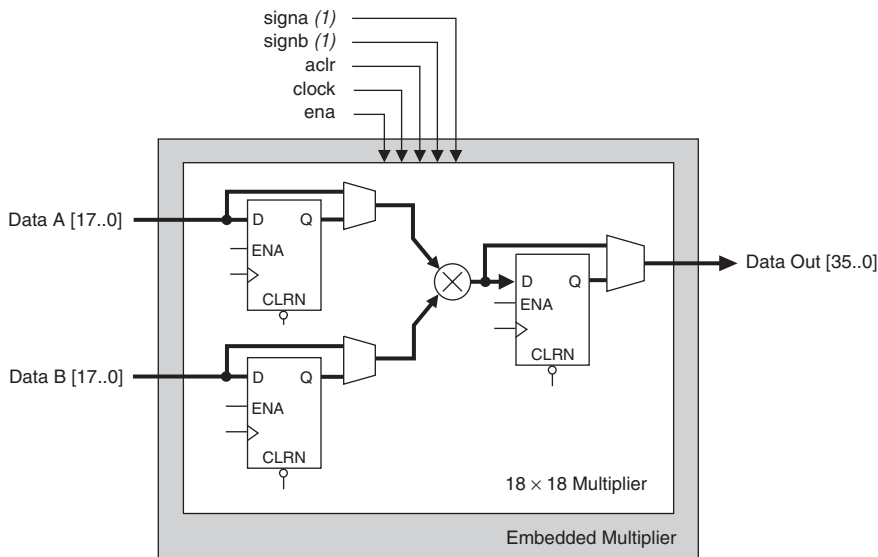 signa (1)
signb (1)
aclr
clock
ena
Data A [17..0]
D Q
ENA
CLRN
Data Out [35..0]
D Q
ENA
CLRN
Data B [17..0]
D Q
ENA
CLRN
18 × 18 Multiplier
Embedded Multiplier